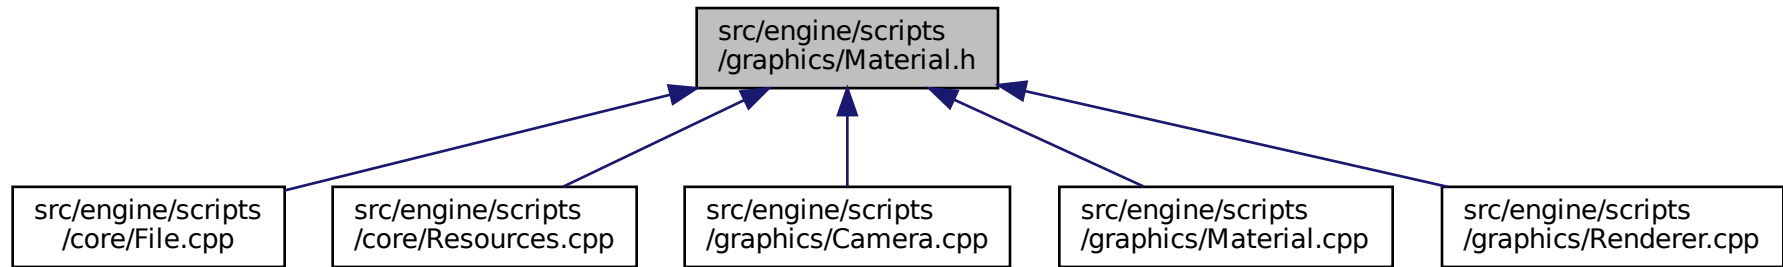 src/engine/scripts
/graphics/Material.h
src/engine/scripts
/core/File.cpp
src/engine/scripts
/core/Resources.cpp
src/engine/scripts
/graphics/Camera.cpp
src/engine/scripts
/graphics/Material.cpp
src/engine/scripts
/graphics/Renderer.cpp